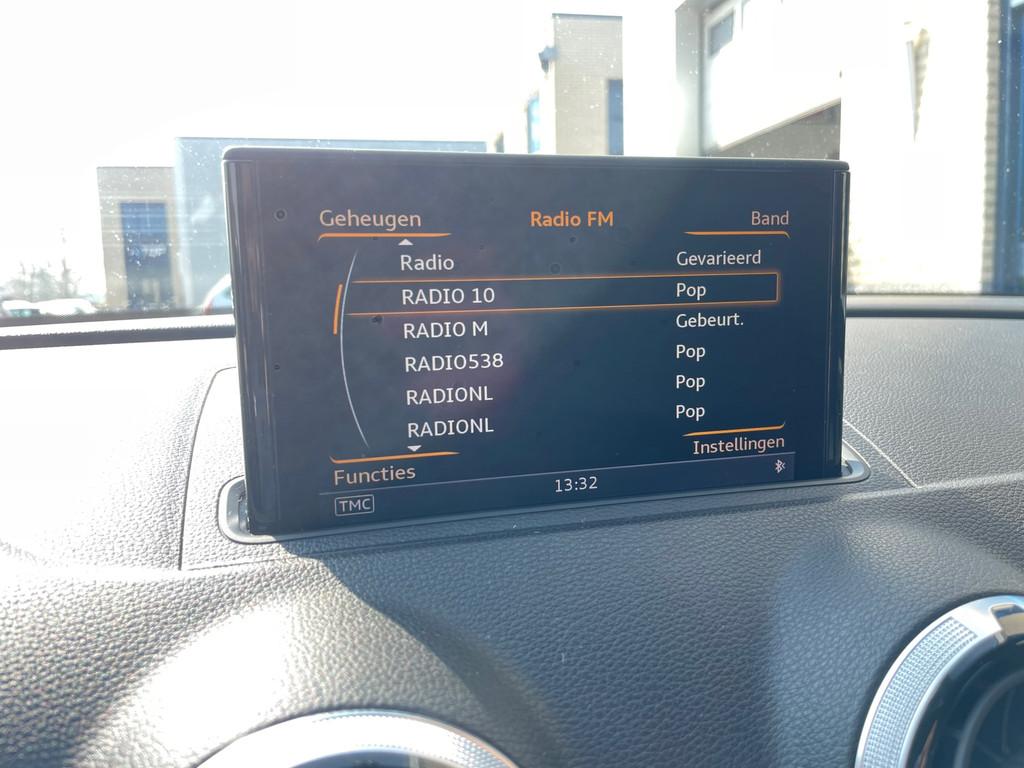 Geheugen Radio FM Band
Radio Gevarieerd
RADIO 10 Pop
RADIO M Gebeurt.
RADIO538 Pop
RADIONL Pop
RADIONL Pop
Functies Instellingen
TMC 13:32